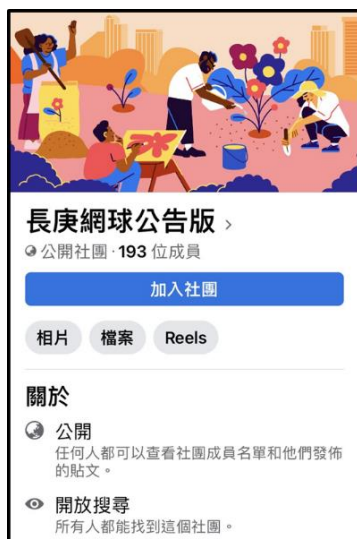 長庚網球公告版 >
公開社團 · 193 位成員
加入社團
相片 檔案 Reels
關於
公開
任何人都可以查看社團成員名單和他們發佈
的貼文。
開放搜尋
所有人都能找到這個社團。